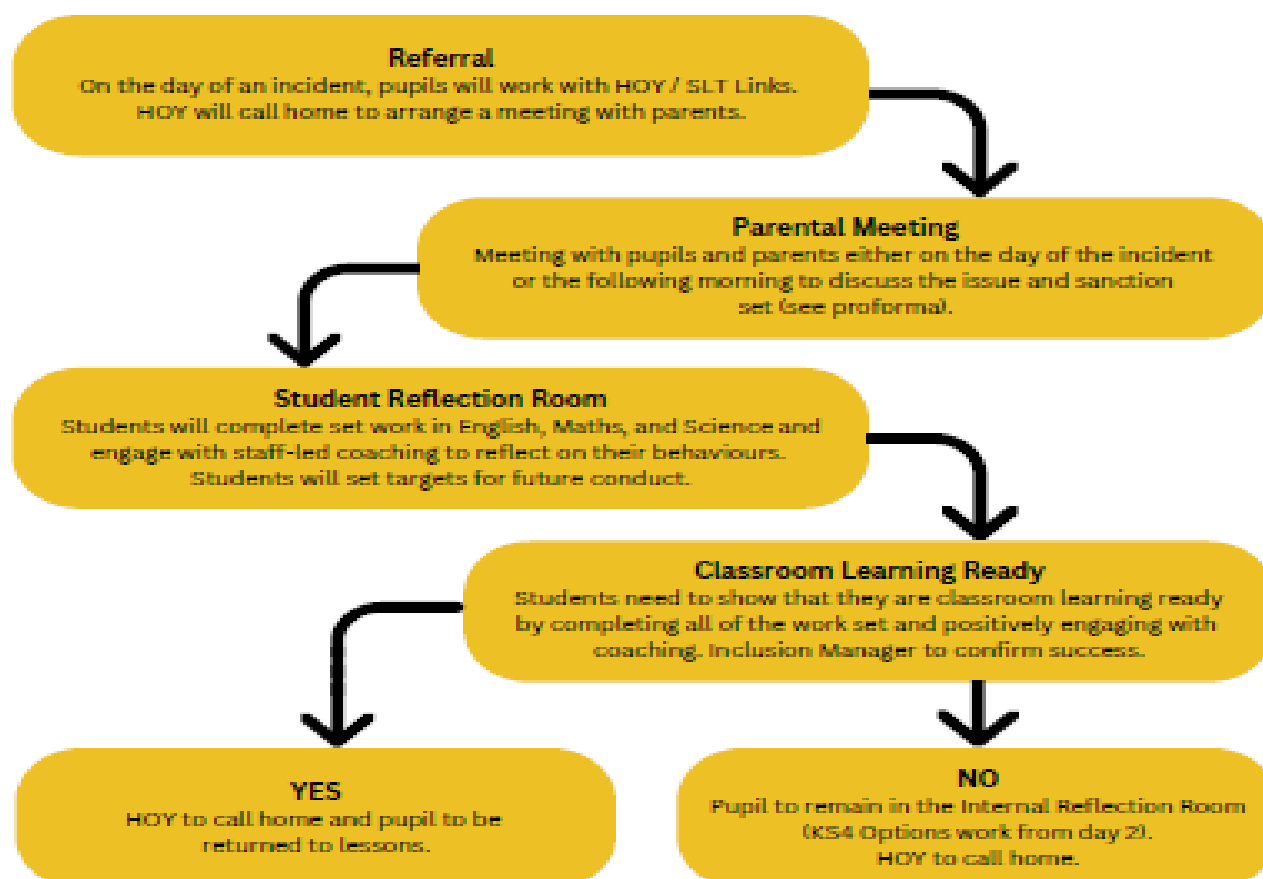 Referral
On the day of an incident, pupils will work with HOY / SLT Links.
HOY will call home to arrange a meeting with parents.
Parental Meeting
Meeting with pupils and parents either on the day of the incident
or the following morning to discuss the issue and sanction
set (see proforma).
Student Reflection Room
Students will complete set work in English, Maths, and Science and
engage with staff-led coaching to reflect on their behaviours.
Students will set targets for future conduct.
Classroom Learning Ready
Students need to show that they are classroom learning ready
by completing all of the work set and positively engaging with
coaching. Inclusion Manager to confirm success.
YES
HOY to call home and pupil to be
returned to lessons.
NO
Pupil to remain in the Internal Reflection Room
(KS4 Options work from day 2).
HOY to call home.